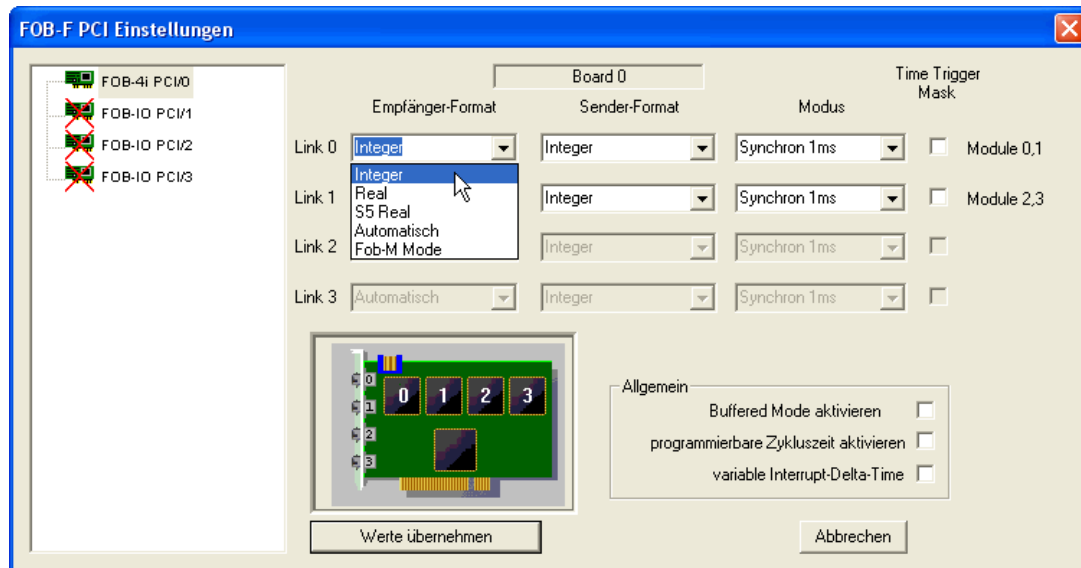 FOB-F PCI Einstellungen
FOB-4i PCI/0
FOB-IO PCI/1
FOB-IO PCI/2
FOB-IO PCI/3
Board 0
Time Trigger
Mask
Empfänger-Format Sender-Format Modus
Link 0 Integer Integer Synchron 1ms Module 0,1
Integer
Real
S5 Real
Automatisch
Fob-M Mode
Link 1 Integer Synchron 1ms Module 2,3
Link 2 Integer Synchron 1ms
Link 3 Automatisch Integer Synchron 1ms
0
1
2
3
0 1 2 3
Allgemein
Buffered Mode aktivieren
programmierbare Zykluszeit aktivieren
variable Interrupt-Delta-Time
Werte übernehmen Abbrechen